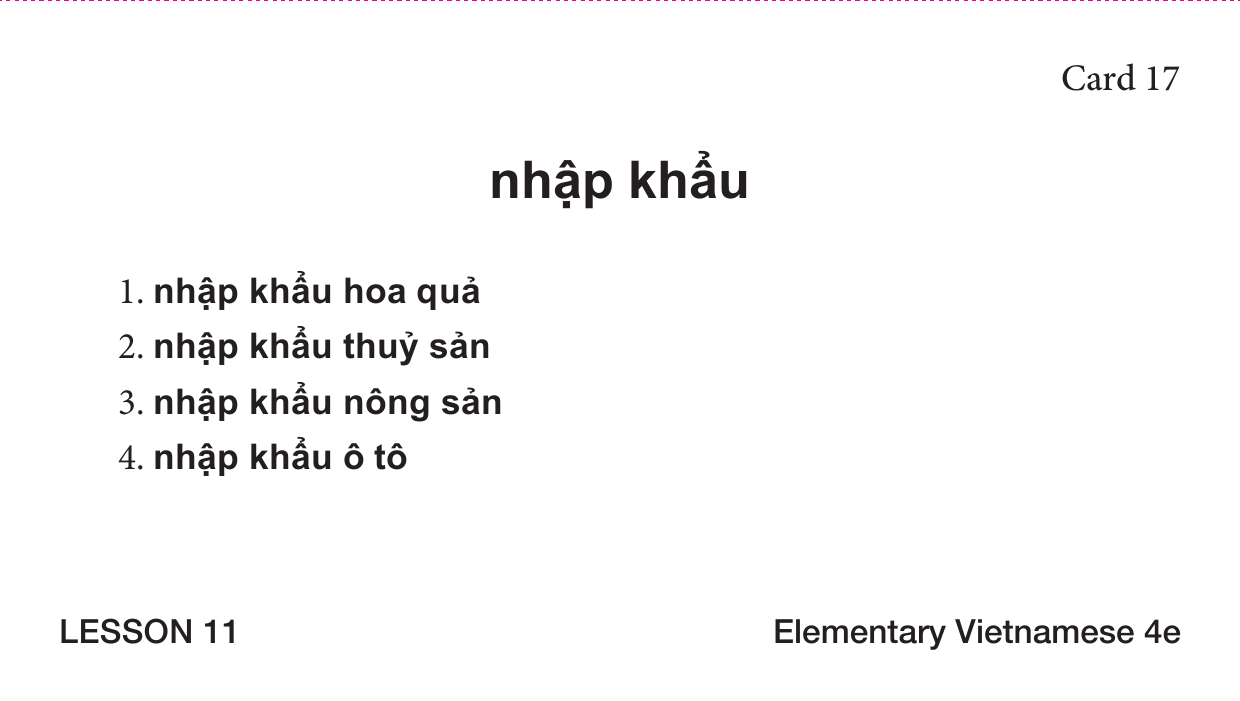 Card 17
nhập khẩu
1. nhập khẩu hoa quả
2. nhập khẩu thuỷ sản
3. nhập khẩu nông sản
4. nhập khẩu ô tô
LESSON 11
Elementary Vietnamese 4e